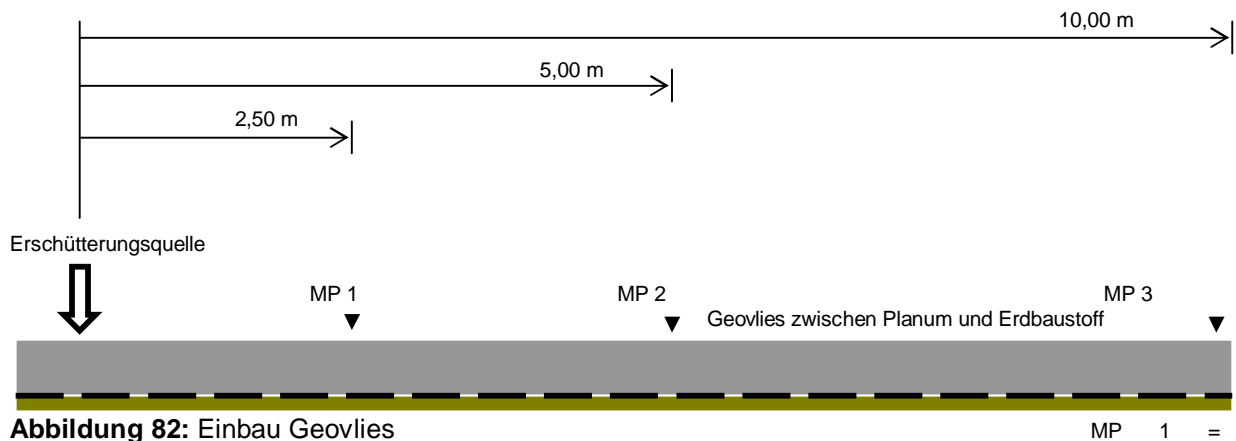 10,00 m
5,00 m
2,50 m
Erschütterungsquelle
MP 1
MP 2
MP 3
Geovlies zwischen Planum und Erdbaustoff
Abbildung 82: Einbau Geovlies
MP 1 =